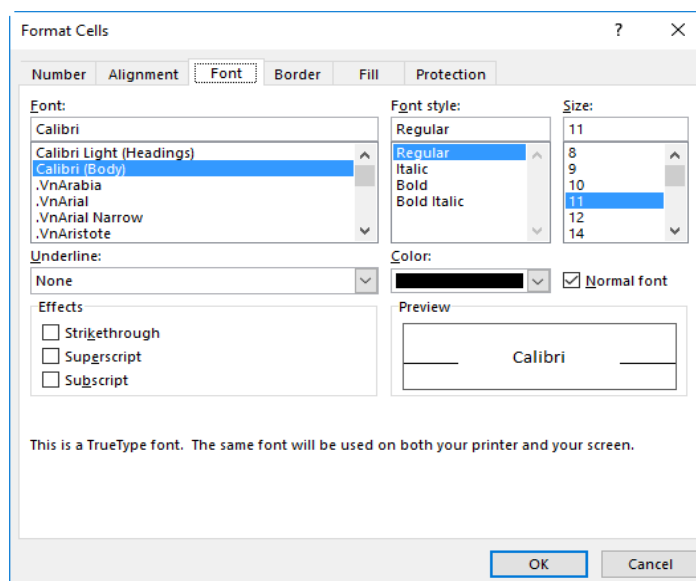 Format Cells ?
Number Alignment Font Border Fill Protection
Font: Font style: Size:
Calibri Regular 11
Calibri Light (Headings) Regular 8
Calibri (Body) Italic 9
.VnArabia Bold 10
.VnArial Bold Italic 11
.VnArial Narrow 12
.VnAristote 14
Underline: Color:
None Normal font
Effects Preview
Strikethrough
Superscript Calibri
Subscript
This is a TrueType font. The same font will be used on both your printer and your screen.
OK Cancel